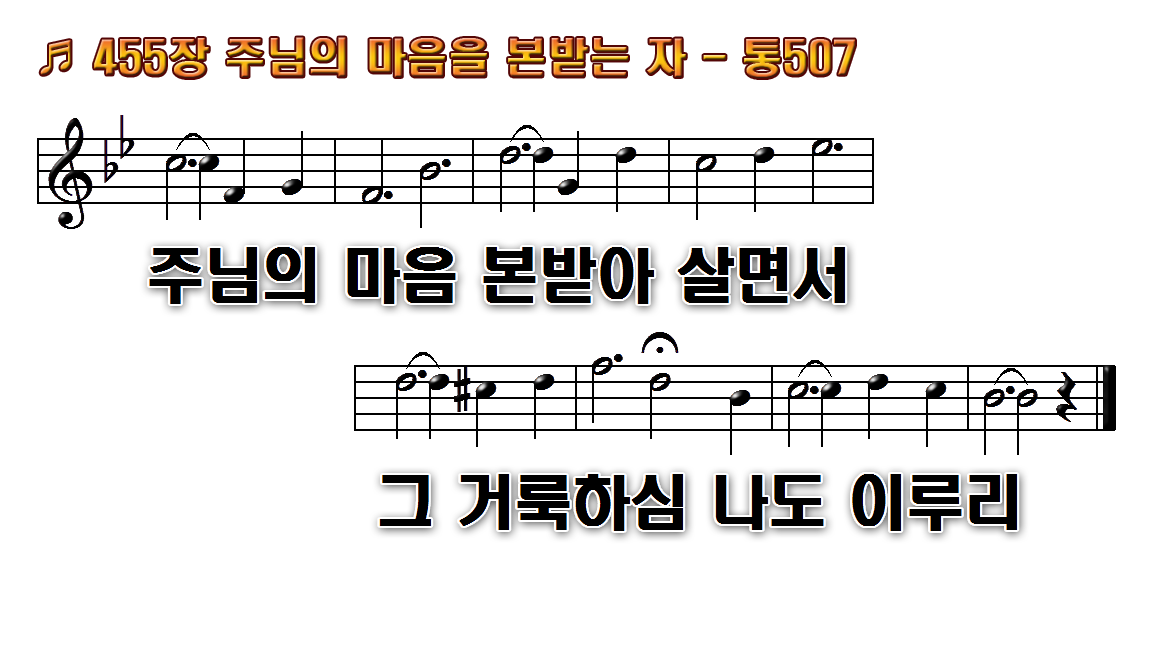 ♬ 455장 주님의 마음을 본받는 자 - 통507
주님의 마음 본받아 살면서
그 거룩하심 나도 이루리